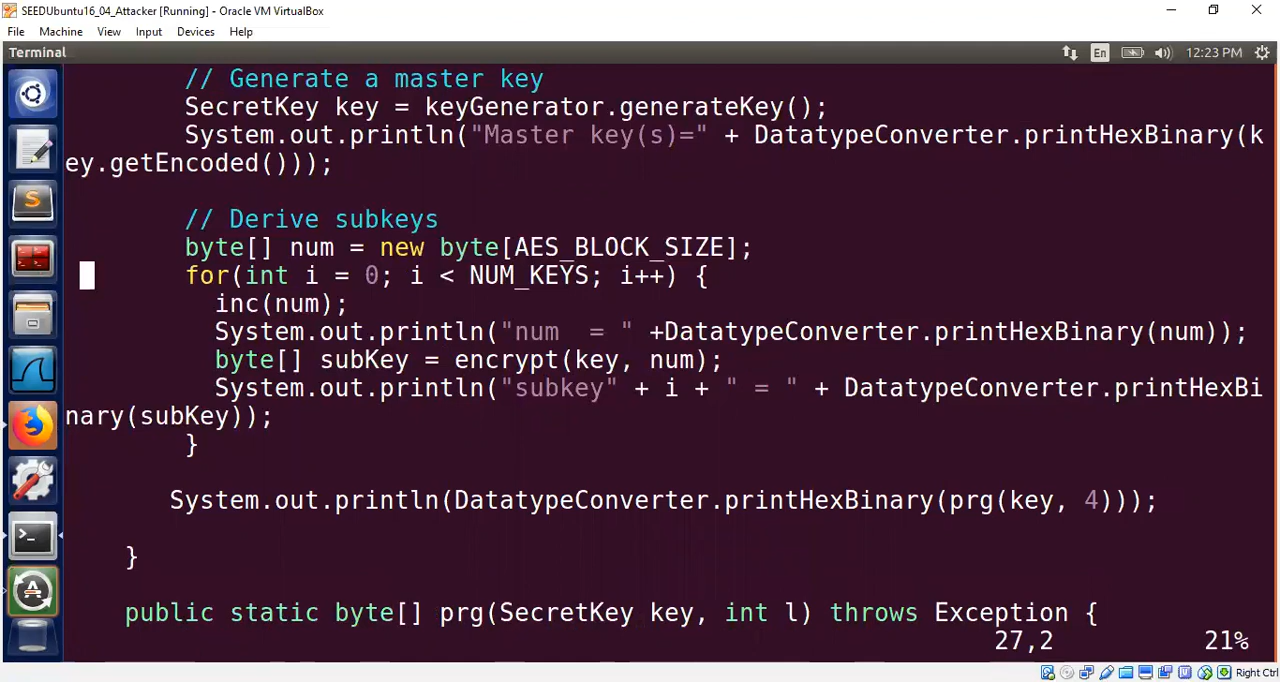 SEEDUbuntu16_04_Attacker [Running] - Oracle VM VirtualBox
File Machine View Input Devices Help
Terminal En 12:23 PM
// Generate a master key
SecretKey key = keyGenerator.generateKey();
System.out.println("Master key(s)=" + DatatypeConverter.printHexBinary(k
ey.getEncoded()));
// Derive subkeys
byte[] num = new byte[AES_BLOCK_SIZE];
for(int i = 0; i < NUM_KEYS; i++) {
inc(num);
System.out.println("num  = " +DatatypeConverter.printHexBinary(num));
byte[] subKey = encrypt(key, num);
System.out.println("subkey" + i + " = " + DatatypeConverter.printHexBi
nary(subKey));
}
System.out.println(DatatypeConverter.printHexBinary(prg(key, 4)));
}
public static byte[] prg(SecretKey key, int l) throws Exception {
27,2 21%
Right Ctrl